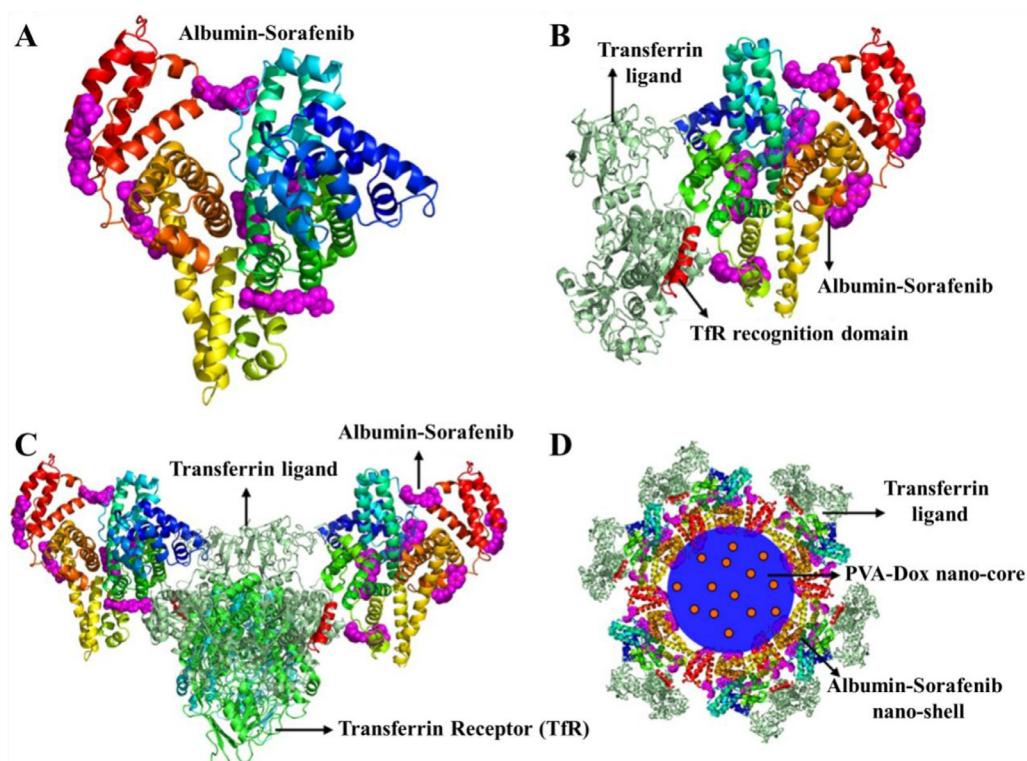 A
Albumin-Sorafenib
B
Transferrin
ligand
Albumin-Sorafenib
TfR recognition domain
C
Albumin-Sorafenib
Transferrin ligand
Transferrin Receptor (TfR)
D
Transferrin
ligand
PVA-Dox nano-core
Albumin-Sorafenib
nano-shell